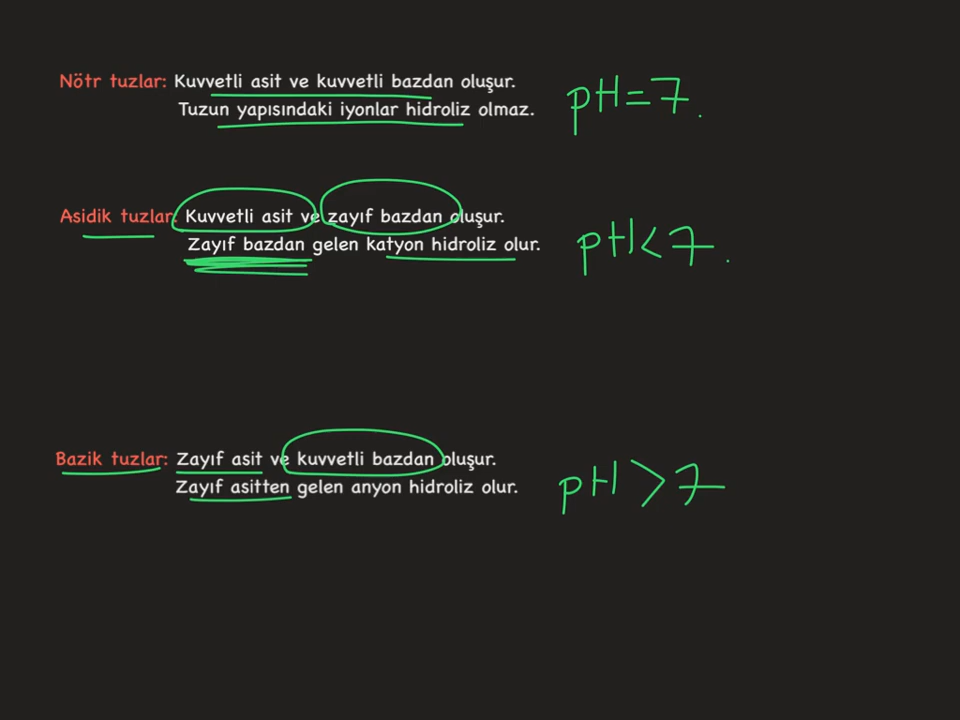 Nötr tuzlar: Kuvvetli asit ve kuvvetli bazdan oluşur.
Tuzun yapısındaki iyonlar hidroliz olmaz.
pH=7.
Asidik tuzlar: Kuvvetli asit ve zayıf bazdan oluşur.
Zayıf bazdan gelen katyon hidroliz olur.
pH<7.
Bazik tuzlar: Zayıf asit ve kuvvetli bazdan oluşur.
Zayıf asitten gelen anyon hidroliz olur.
pH>7